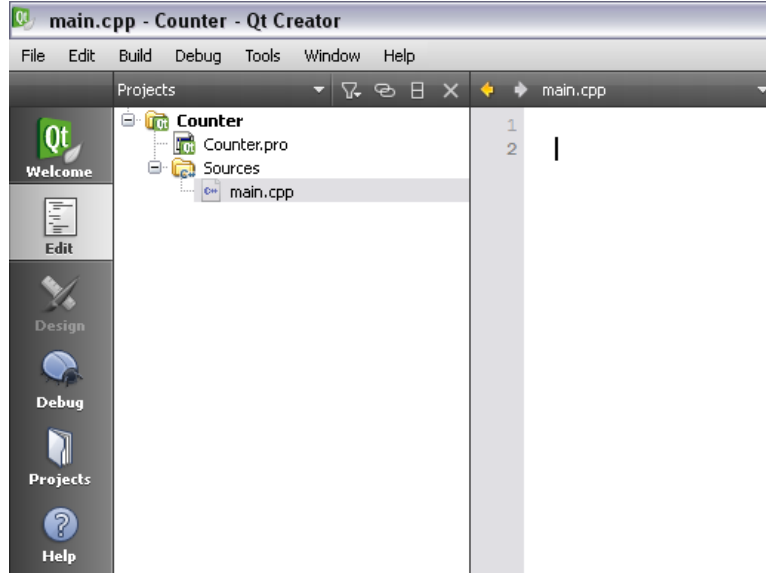 main.cpp - Counter - Qt Creator
File Edit Build Debug Tools Window Help
Projects
main.cpp
Qt
Welcome
Edit
Design
Debug
Projects
Help
Counter
Counter.pro
Sources
main.cpp
1
2